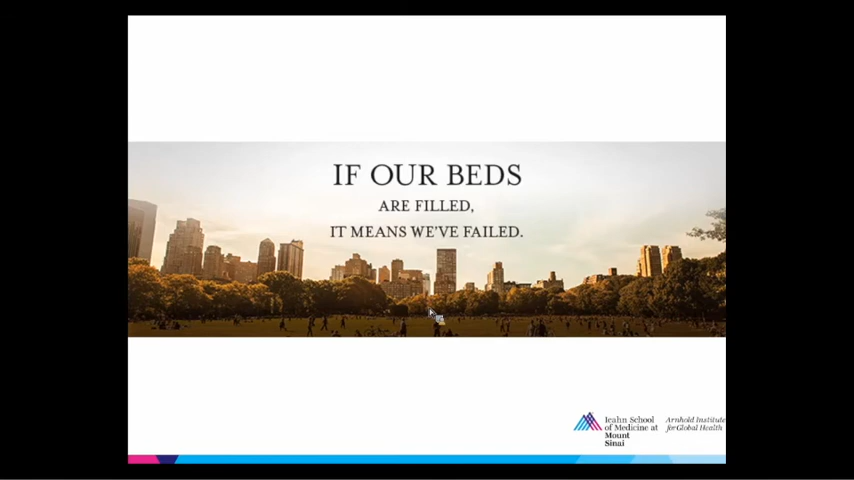 IF OUR BEDS
ARE FILLED,
IT MEANS WE'VE FAILED.
Icahn School
of Medicine at
Mount
Sinai
Arnhold Institute
for Global Health